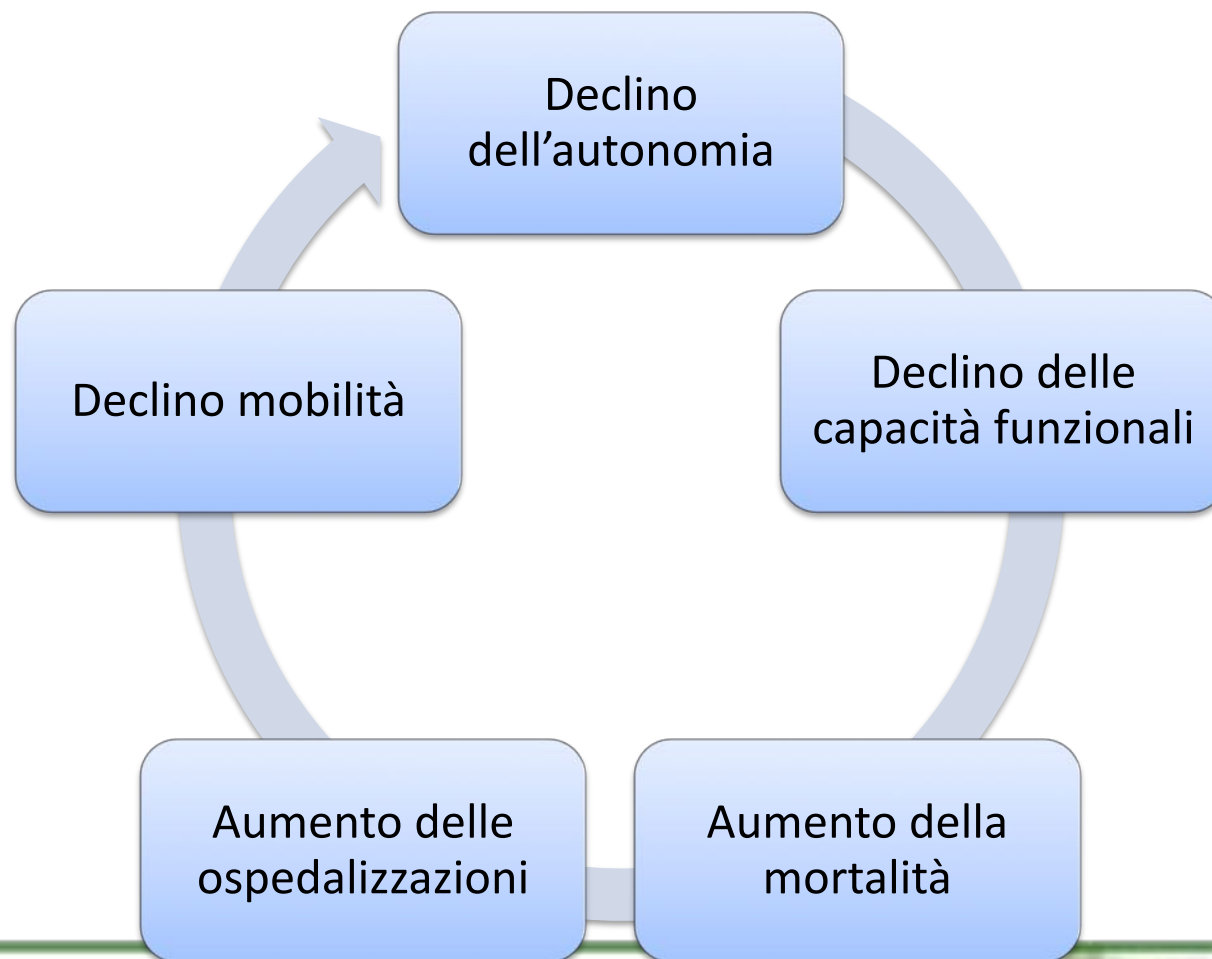 Declino
dell’autonomia
Declino delle
capacità funzionali
Aumento della
mortalità
Aumento delle
ospedalizzazioni
Declino mobilità